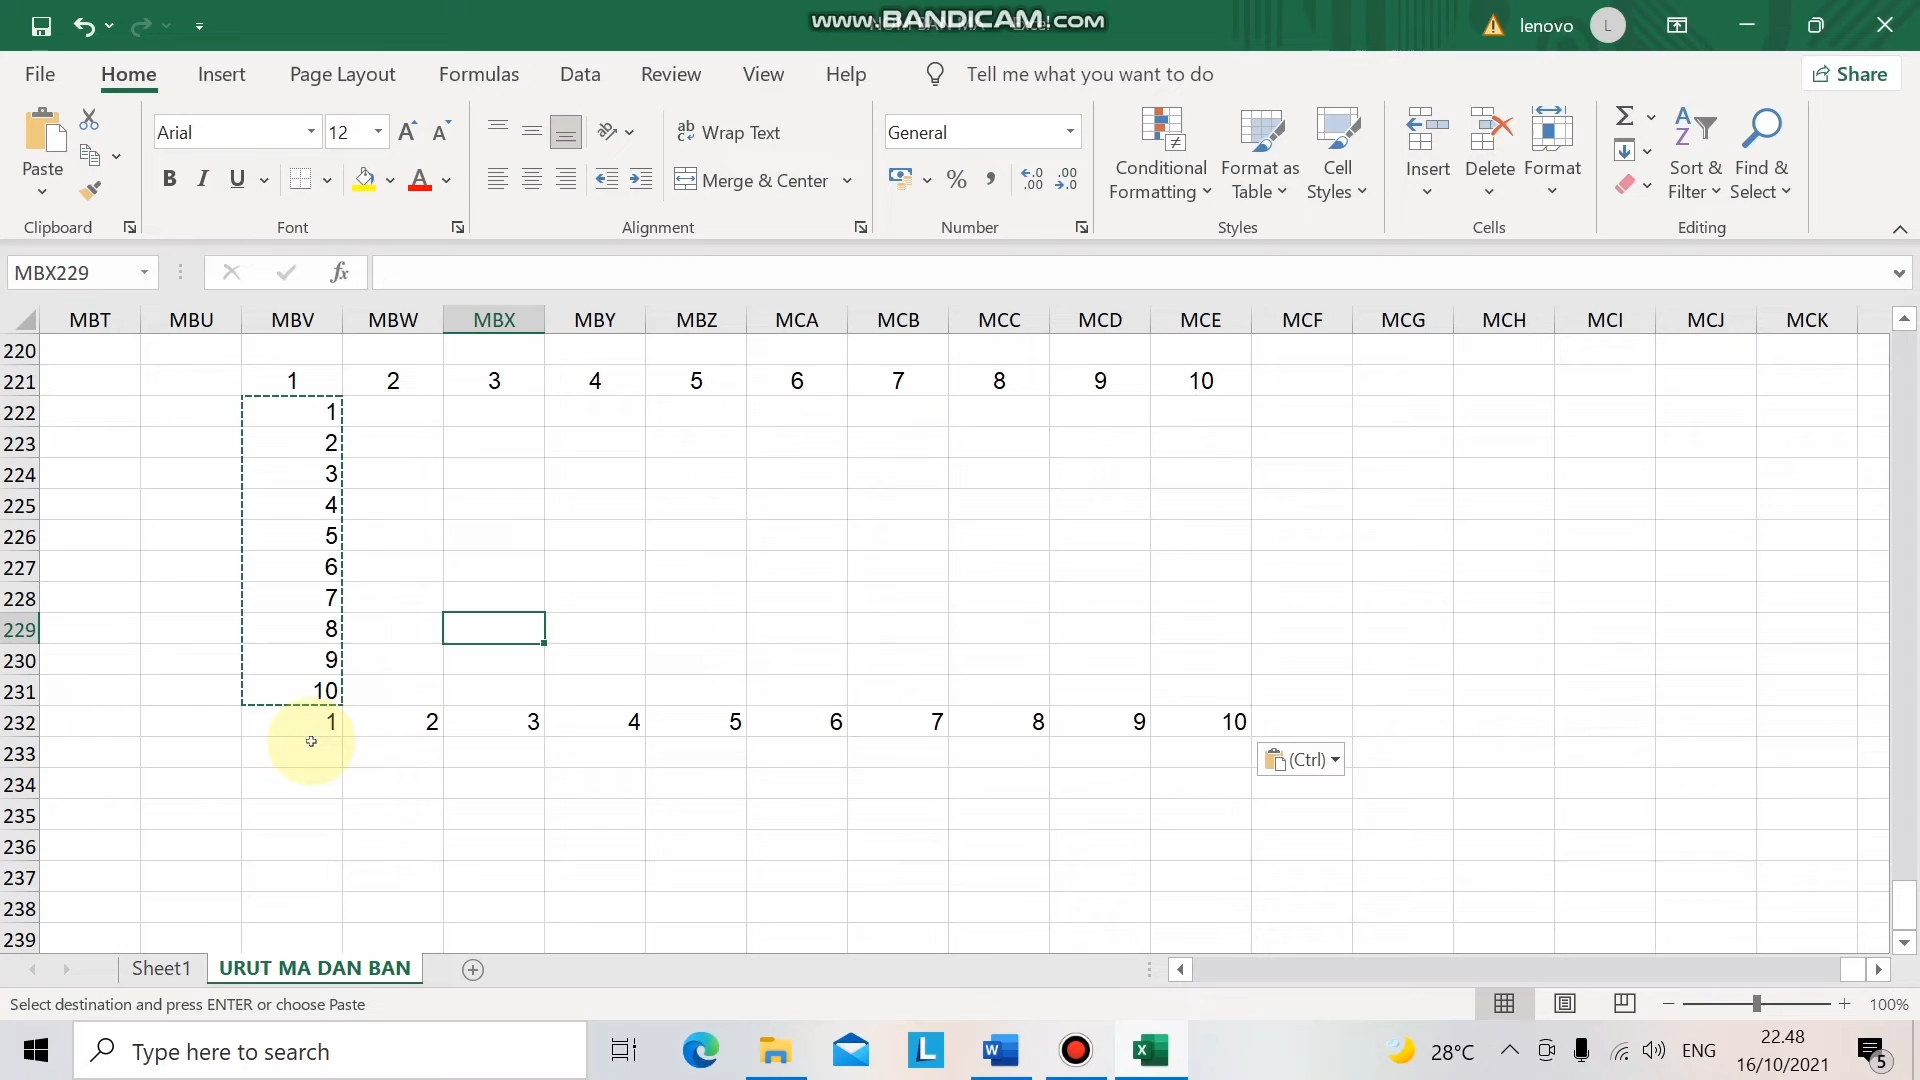 www.BANDICAM.COM
lenovo L
File Home Insert Page Layout Formulas Data Review View Help Tell me what you want to do Share
Arial 12 A A ab Wrap Text General
Paste B I U A Merge & Center % , .00 .00 Conditional Formatting Format as Table Cell Styles Insert Delete Format Sort & Filter Find & Select
Clipboard Font Alignment Number Styles Cells Editing
MBX229 fx
MBT MBU MBV MBW MBX MBY MBZ MCA MCB MCC MCD MCE MCF MCG MCH MCI MCJ MCK
220
221 1 2 3 4 5 6 7 8 9 10
222 1
223 2
224 3
225 4
226 5
227 6
228 7
229 8
230 9
231 10
232 1 2 3 4 5 6 7 8 9 10
233 (Ctrl)
234
235
236
237
238
239
Sheet1 URUT MA DAN BAN
Select destination and press ENTER or choose Paste 100%
Type here to search L W X 28°C ENG 22.48
16/10/2021 5